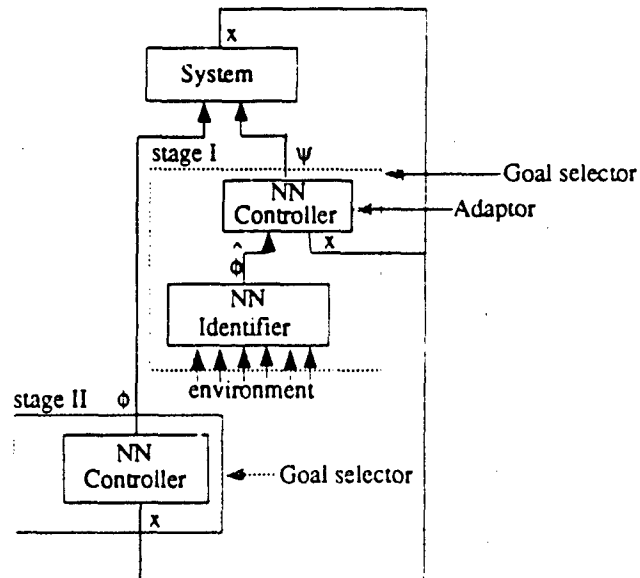 x
System
stage I
ψ
Goal selector
NN
Controller
Adaptor
x
ϕ̂
NN
Identifier
environment
stage II
ϕ
NN
Controller
Goal selector
x